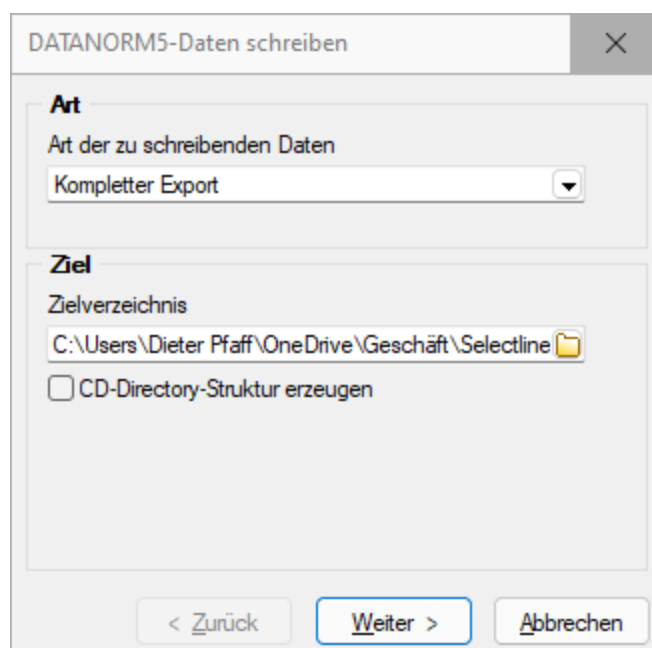 DATANORM5-Daten schreiben
Art
Art der zu schreibenden Daten
Kompletter Export
Ziel
Zielverzeichnis
C:\Users\Dieter Pfaff\OneDrive\Geschäft\Selectline
CD-Directory-Struktur erzeugen
< Zurück Weiter > Abbrechen